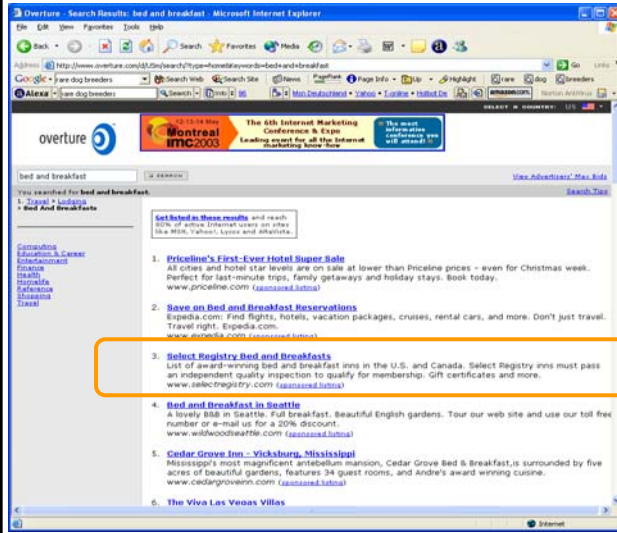 Overture - Search Results: bed and breakfast - Microsoft Internet Explorer
File Edit View Favorites Tools Help
Back Search Favorites Media
Address http://www.overture.com/d/USm/search/?type=home&Keywords=bed+and+breakfast Go Links
Google rare dog breeders Search Web Search Site News PageRank Page Info Up Highlight rare dog breeders
Alexa rare dog breeders Search Info 96 Msn Deutschland Yahoo T-online Hotbot De amazon.com Norton AntiVirus
SELECT A COUNTRY: US
overture
12-13-14 May
Montreal
IMC2003
The 6th Internet Marketing
Conference & Expo
Leading event for all the Internet
marketing know-how
The most
informative
conference you
will attend!
bed and breakfast SEARCH View Advertisers' Max Bids
You searched for bed and breakfast. Search Tips
1. Travel > Lodging
> Bed And Breakfasts
Computing
Education & Career
Entertainment
Finance
Health
Homelife
Reference
Shopping
Travel
Get listed in these results and reach
80% of active Internet users on sites
like MSN, Yahoo!, Lycos and AltaVista.
1. Priceline's First-Ever Hotel Super Sale
All cities and hotel star levels are on sale at lower than Priceline prices - even for Christmas week.
Perfect for last-minute trips, family getaways and holiday stays. Book today.
www.priceline.com (sponsored listing)
2. Save on Bed and Breakfast Reservations
Expedia.com: Find flights, hotels, vacation packages, cruises, rental cars, and more. Don't just travel.
Travel right. Expedia.com.
www.expedia.com (sponsored listing)
3. Select Registry Bed and Breakfasts
List of award-winning bed and breakfast inns in the U.S. and Canada. Select Registry inns must pass
an independent quality inspection to qualify for membership. Gift certificates and more.
www.selectregistry.com (sponsored listing)
4. Bed and Breakfast in Seattle
A lovely B&B in Seattle. Full breakfast. Beautiful English gardens. Tour our web site and use our toll free
number or e-mail us for a 20% discount.
www.wildwoodseattle.com (sponsored listing)
5. Cedar Grove Inn - Vicksburg, Mississippi
Mississippi's most magnificent antebellum mansion, Cedar Grove Bed & Breakfast,is surrounded by five
acres of beautiful gardens, features 34 guest rooms, and Andre's award winning cuisine.
www.cedargroveinn.com (sponsored listing)
6. The Viva Las Vegas Villas
Internet